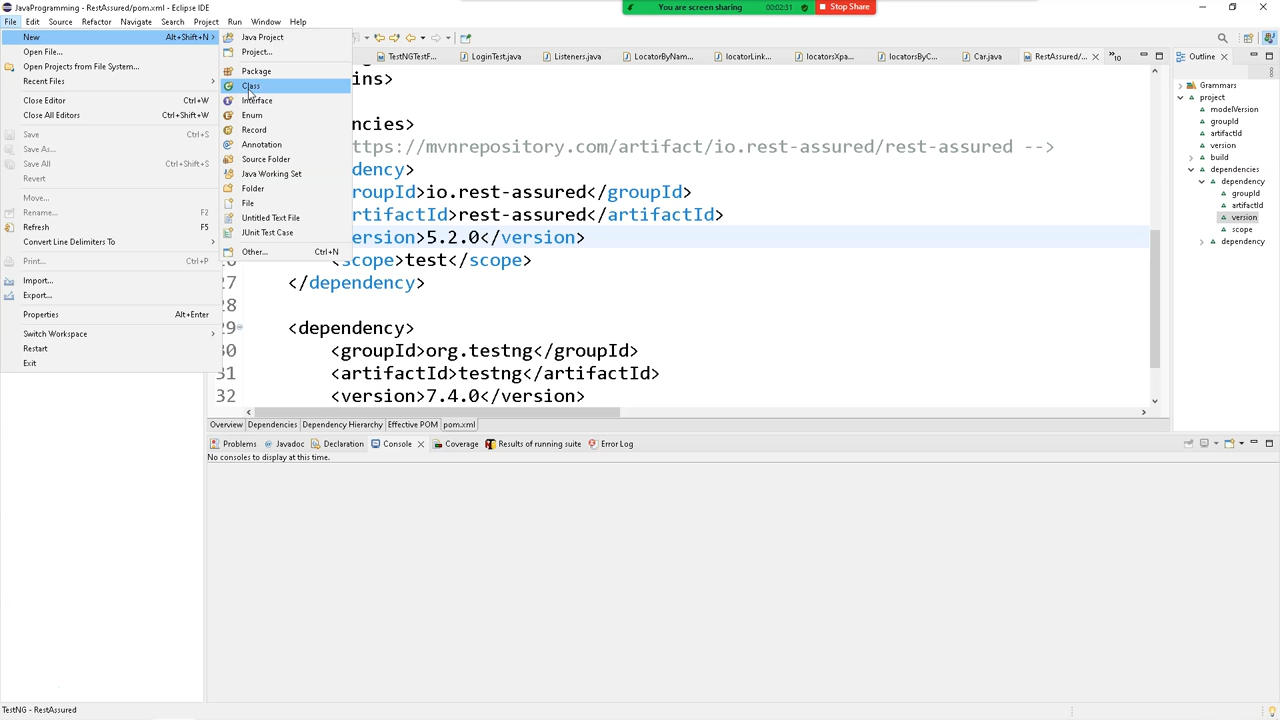 JavaProgramming - RestAssured/pom.xml - Eclipse IDE
You are screen sharing 00:02:31 Stop Share
File Edit Source Refactor Navigate Search Project Run Window Help
New Alt+Shift+N
Open File...
Open Projects from File System...
Recent Files
Close Editor Ctrl+W
Close All Editors Ctrl+Shift+W
Save Ctrl+S
Save As...
Save All Ctrl+Shift+S
Revert
Move...
Rename... F2
Refresh F5
Convert Line Delimiters To
Print... Ctrl+P
Import...
Export...
Properties Alt+Enter
Switch Workspace
Restart
Exit
Java Project
Project...
Package
Class
Interface
Enum
Record
Annotation
Source Folder
Java Working Set
Folder
File
Untitled Text File
JUnit Test Case
Other... Ctrl+N
TestNGTestF... LoginTest.java Listeners.java LocatorByNam... locatorLink... locatorsXpa... locatorsByC... Car.java RestAssured/... 10
ins>
ncies>
ttps://mvnrepository.com/artifact/io.rest-assured/rest-assured -->
dency>
roupId>io.rest-assured</groupId>
rtifactId>rest-assured</artifactId>
ersion>5.2.0</version>
<scope>test</scope>
27 </dependency>
28
29 <dependency>
30 <groupId>org.testng</groupId>
31 <artifactId>testng</artifactId>
32 <version>7.4.0</version>
Overview Dependencies Dependency Hierarchy Effective POM pom.xml
Outline
Grammars
project
modelVersion
groupId
artifactId
version
build
dependencies
dependency
groupId
artifactId
version
scope
dependency
Problems Javadoc Declaration Console Coverage Results of running suite Error Log
No consoles to display at this time.
TestNG - RestAssured